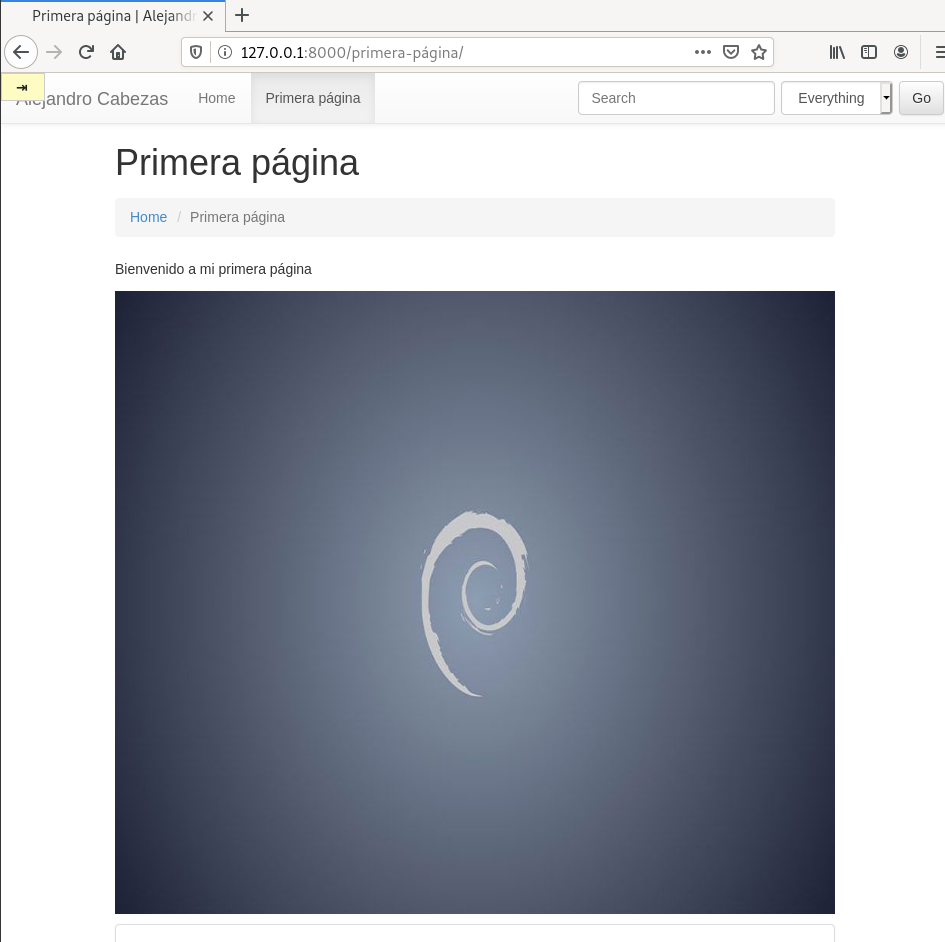 Primera página | Alejandr
127.0.0.1:8000/primera-página/
Alejandro Cabezas Home Primera página Search Everything Go
Primera página
Home / Primera página
Bienvenido a mi primera página